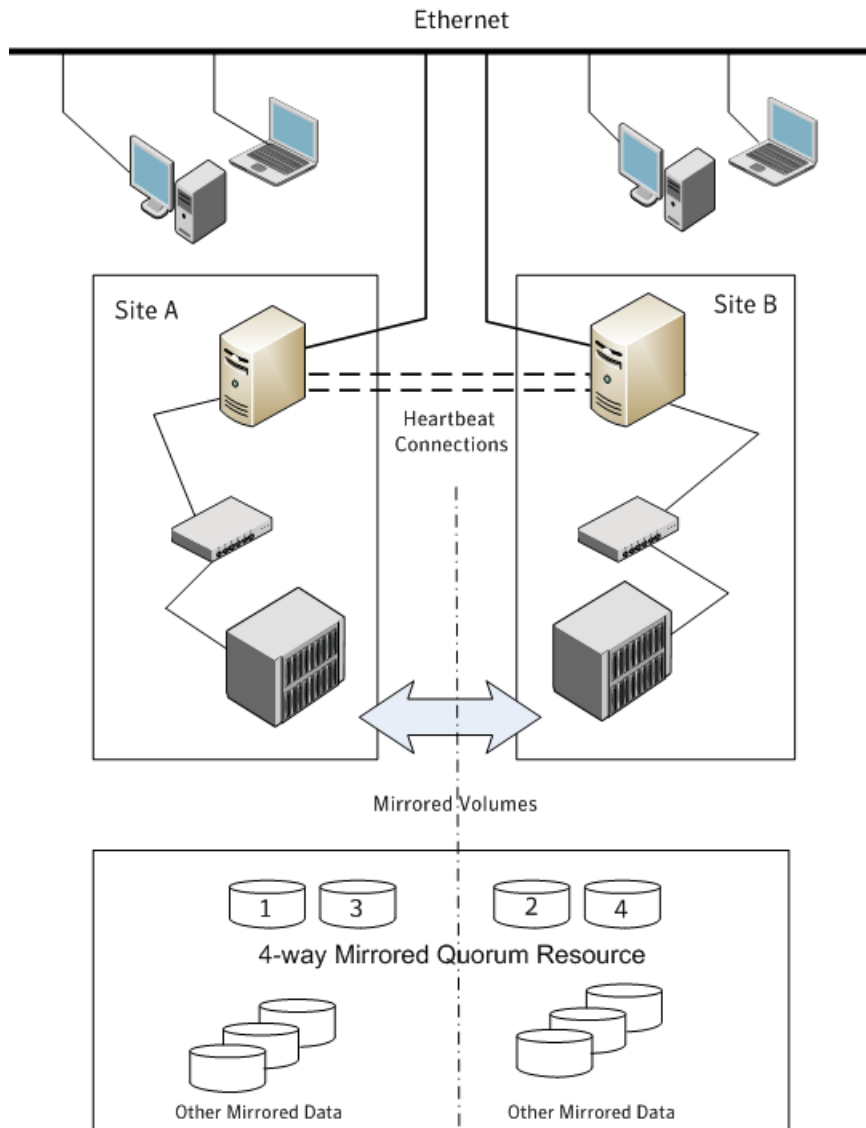 Ethernet
Site A
Site B
Heartbeat
Connections
Mirrored Volumes
1
3
2
4
4-way Mirrored Quorum Resource
Other Mirrored Data
Other Mirrored Data